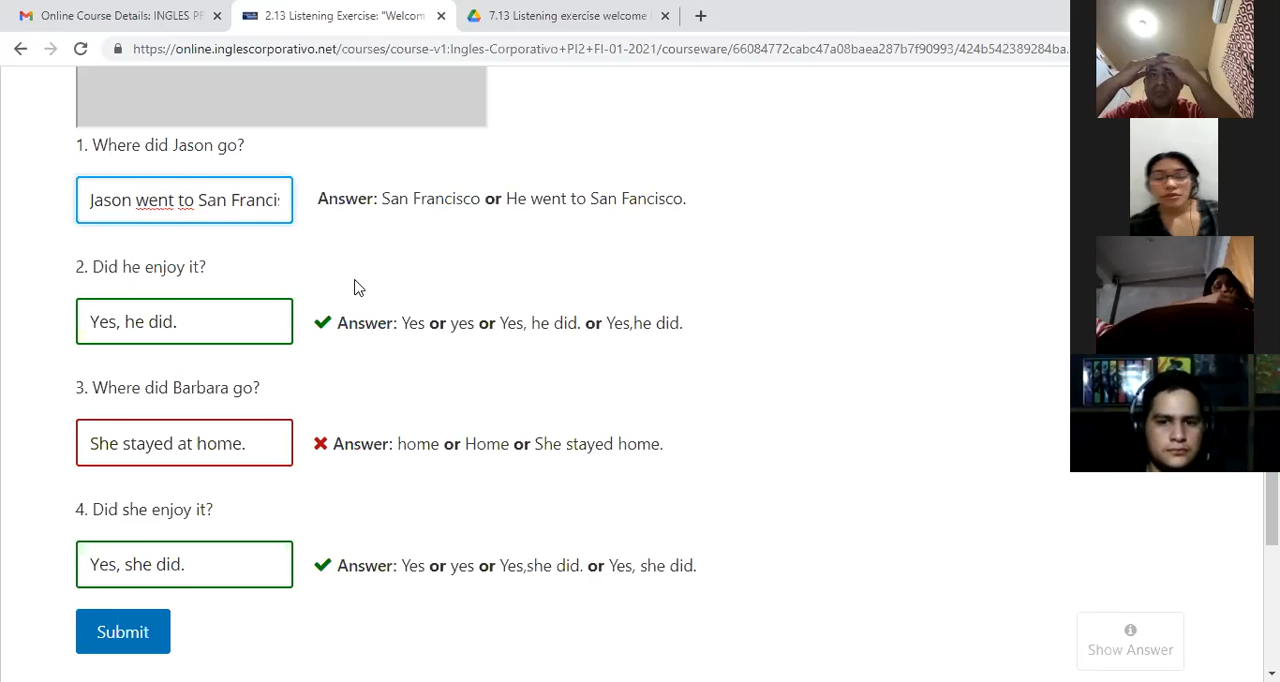 Online Course Details: INGLES PF
2.13 Listening Exercise: "Welcom
7.13 Listening exercise welcome
https://online.inglescorporativo.net/courses/course-v1:Ingles-Corporativo+PI2+FI-01-2021/courseware/66084772cabc47a08baea287b7f90993/424b542389284ba.
1. Where did Jason go?
Jason went to San Francis
Answer: San Francisco or He went to San Fancisco.
2. Did he enjoy it?
Yes, he did.
Answer: Yes or yes or Yes, he did. or Yes,he did.
3. Where did Barbara go?
She stayed at home.
Answer: home or Home or She stayed home.
4. Did she enjoy it?
Yes, she did.
Answer: Yes or yes or Yes,she did. or Yes, she did.
Submit
Show Answer